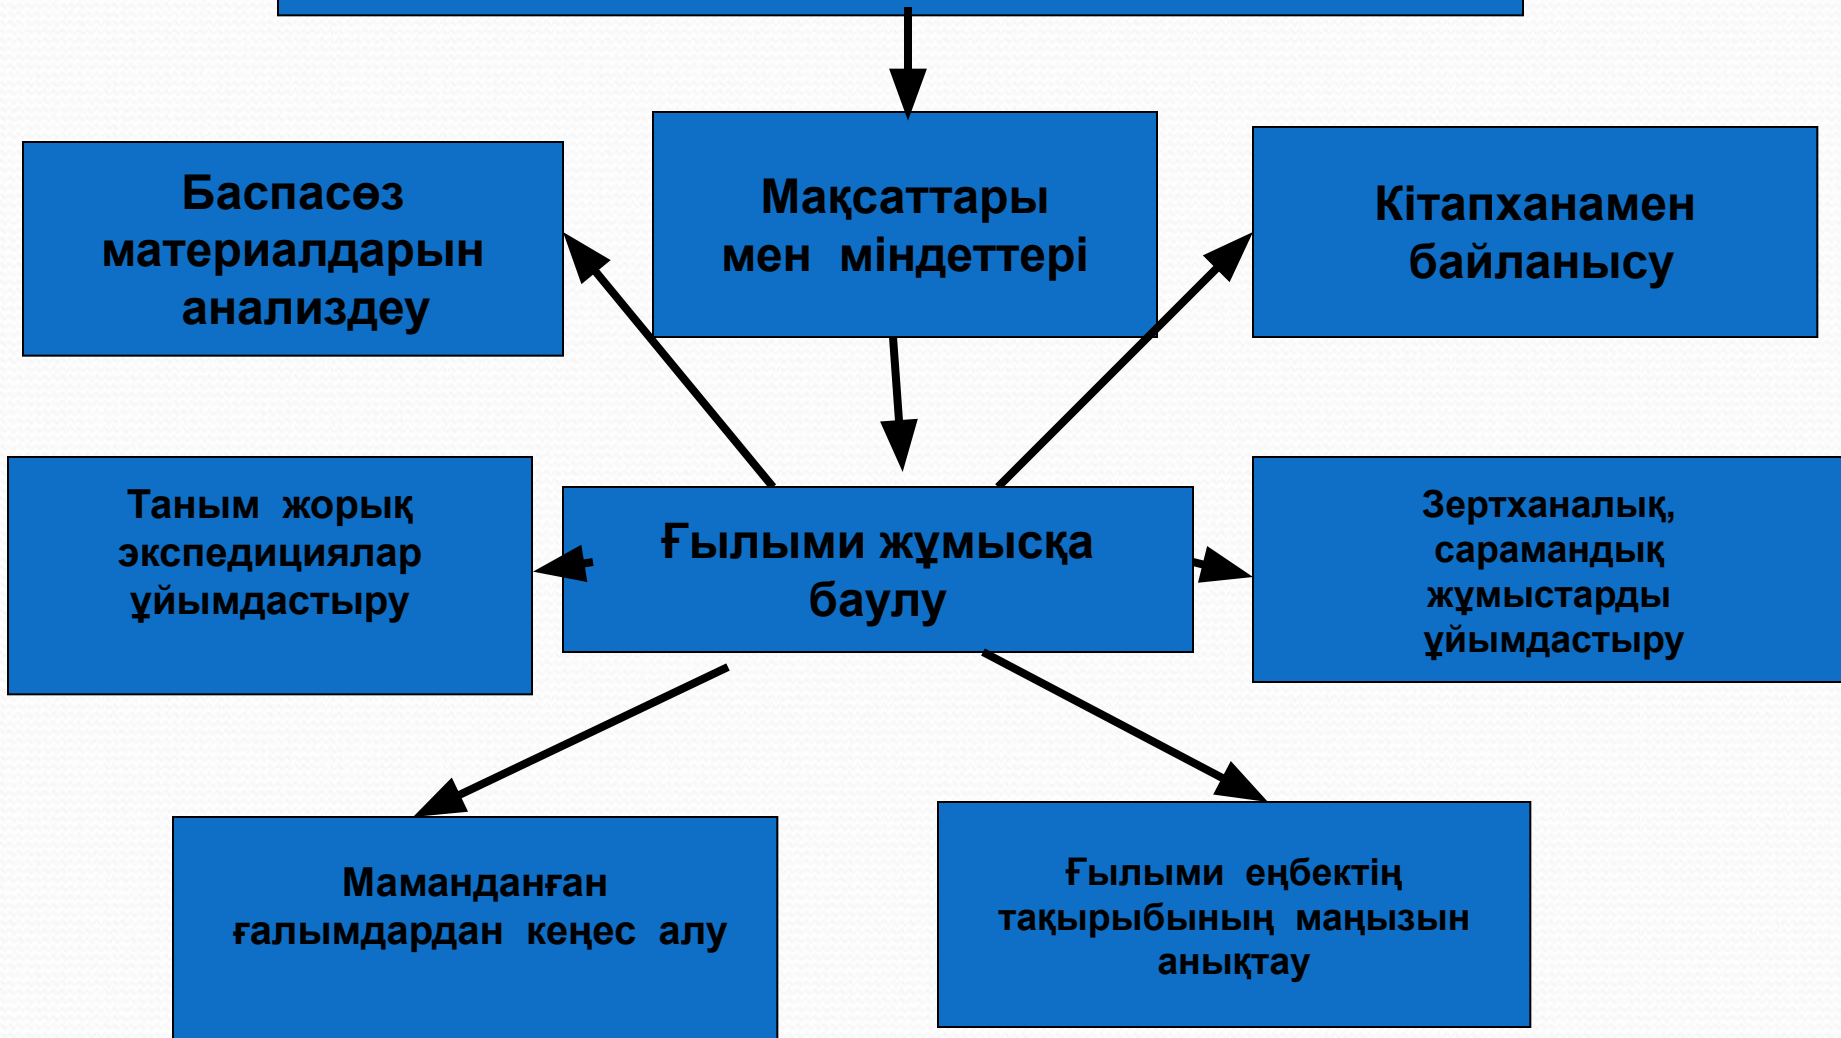 Баспасөз
материалдарын
анализдеу
Мақсаттары
мен міндеттері
Кітапханамен
байланысу
Таным жорық
экспедициялар
ұйымдастыру
Ғылыми жұмысқа
баулу
Зертханалық,
сарамандық
жұмыстарды
ұйымдастыру
Маманданған
ғалымдардан кеңес алу
Ғылыми еңбектің
тақырыбының маңызын
анықтау